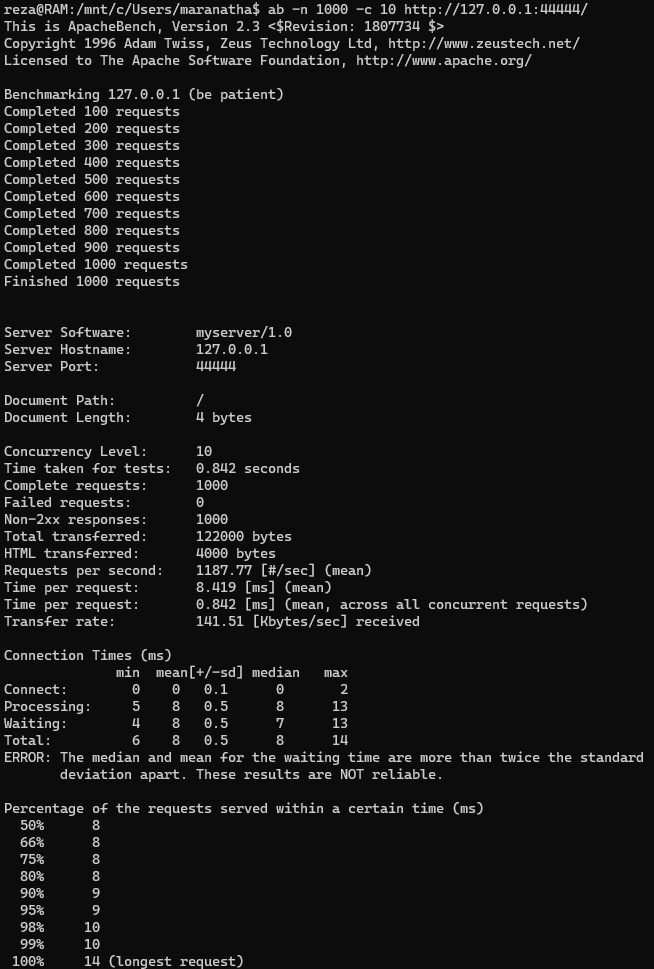 reza@RAM:/mnt/c/Users/maranatha$ ab -n 1000 -c 10 http://127.0.0.1:44444/
This is ApacheBench, Version 2.3 <$Revision: 1807734 $>
Copyright 1996 Adam Twiss, Zeus Technology Ltd, http://www.zeustech.net/
Licensed to The Apache Software Foundation, http://www.apache.org/

Benchmarking 127.0.0.1 (be patient)
Completed 100 requests
Completed 200 requests
Completed 300 requests
Completed 400 requests
Completed 500 requests
Completed 600 requests
Completed 700 requests
Completed 800 requests
Completed 900 requests
Completed 1000 requests
Finished 1000 requests


Server Software:        myserver/1.0
Server Hostname:        127.0.0.1
Server Port:            44444

Document Path:          /
Document Length:        4 bytes

Concurrency Level:      10
Time taken for tests:   0.842 seconds
Complete requests:      1000
Failed requests:        0
Non-2xx responses:      1000
Total transferred:      122000 bytes
HTML transferred:       4000 bytes
Requests per second:    1187.77 [#/sec] (mean)
Time per request:       8.419 [ms] (mean)
Time per request:       0.842 [ms] (mean, across all concurrent requests)
Transfer rate:          141.51 [Kbytes/sec] received

Connection Times (ms)
              min  mean[+/-sd] median   max
Connect:        0    0   0.1      0       2
Processing:     5    8   0.5      8      13
Waiting:        4    8   0.5      7      13
Total:          6    8   0.5      8      14
ERROR: The median and mean for the waiting time are more than twice the standard
       deviation apart. These results are NOT reliable.

Percentage of the requests served within a certain time (ms)
  50%      8
  66%      8
  75%      8
  80%      8
  90%      9
  95%      9
  98%     10
  99%     10
 100%     14 (longest request)